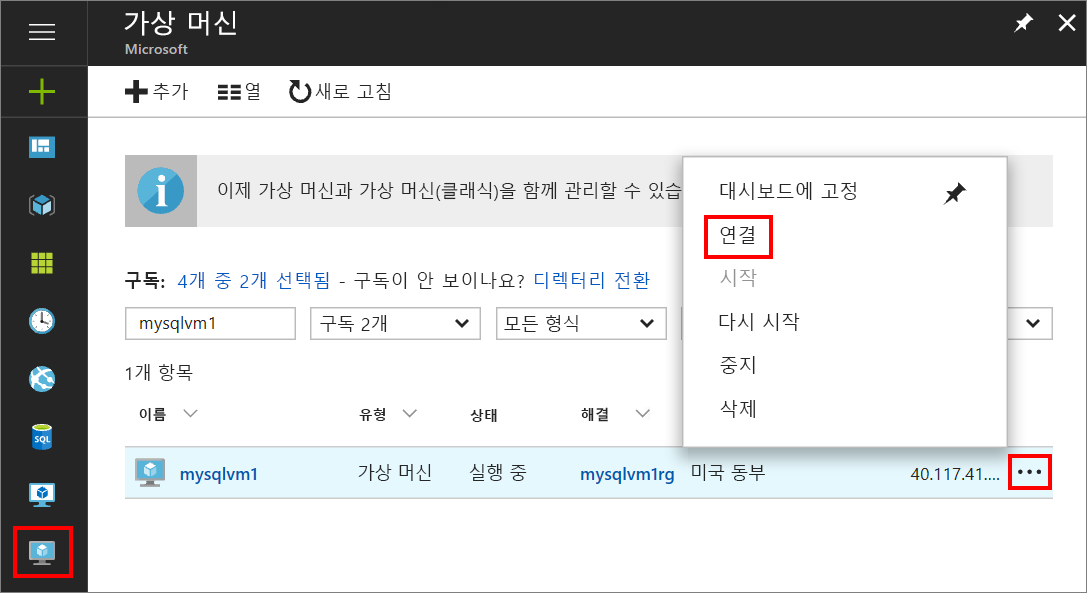 가상 머신
Microsoft
추가 열 새로 고침
이제 가상 머신과 가상 머신(클래식)을 함께 관리할 수 있습
대시보드에 고정
연결
시작
다시 시작
중지
삭제
구독: 4개 중 2개 선택됨 - 구독이 안 보이나요? 디렉터리 전환
mysqlvm1 구독 2개 모든 형식
1개 항목
이름 유형 상태 해결
SQL
mysqlvm1 가상 머신 실행 중 mysqlvm1rg 미국 동부 40.117.41....